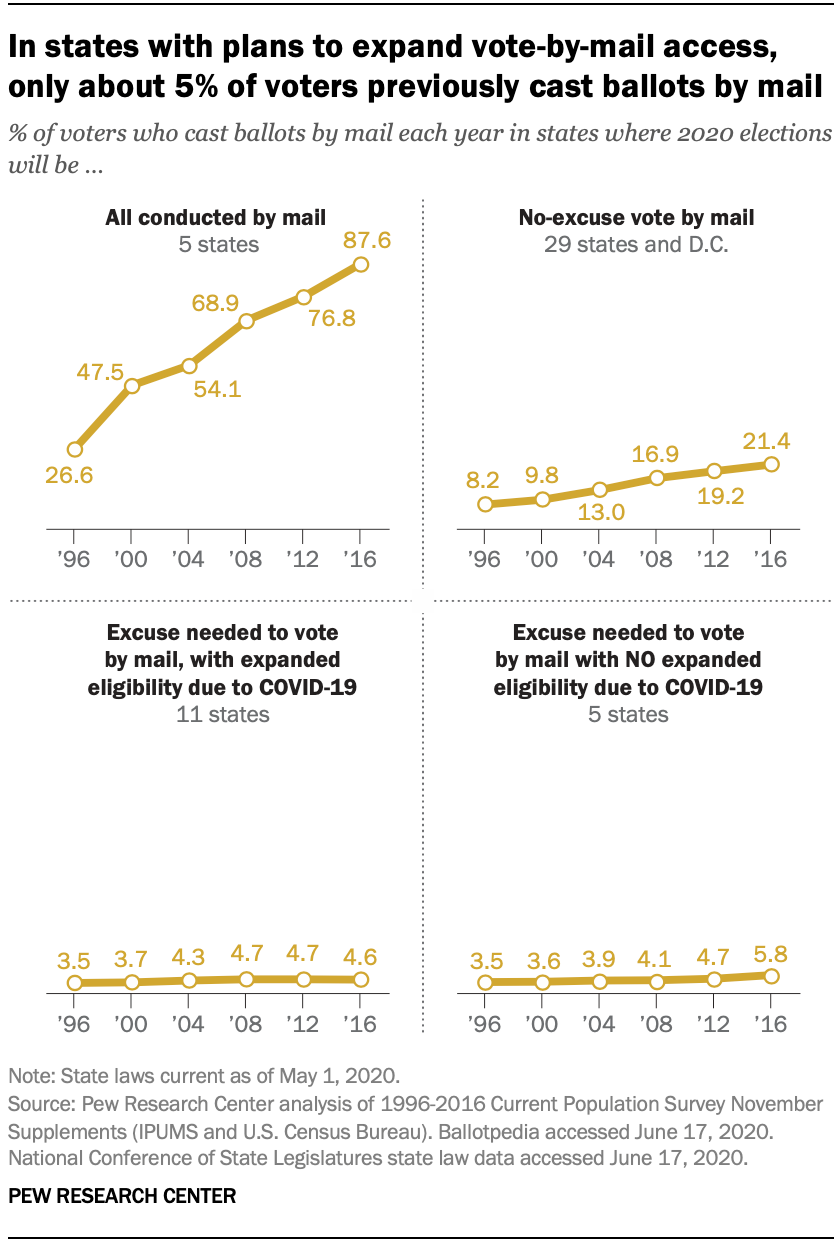 In states with plans to expand vote-by-mail access,
only about 5% of voters previously cast ballots by mail
% of voters who cast ballots by mail each year in states where 2020 elections
will be ...
All conducted by mail
5 states
87.6
68.9
76.8
47.5
54.1
26.6
’96 ’00 ’04 ’08 ’12 ’16
No-excuse vote by mail
29 states and D.C.
21.4
16.9
8.2 9.8
19.2
13.0
’96 ’00 ’04 ’08 ’12 ’16
Excuse needed to vote
by mail, with expanded
eligibility due to COVID-19
11 states
3.5 3.7 4.3 4.7 4.7 4.6
’96 ’00 ’04 ’08 ’12 ’16
Excuse needed to vote
by mail with NO expanded
eligibility due to COVID-19
5 states
3.5 3.6 3.9 4.1 4.7 5.8
’96 ’00 ’04 ’08 ’12 ’16
Note: State laws current as of May 1, 2020.
Source: Pew Research Center analysis of 1996-2016 Current Population Survey November
Supplements (IPUMS and U.S. Census Bureau). Ballotpedia accessed June 17, 2020.
National Conference of State Legislatures state law data accessed June 17, 2020.
PEW RESEARCH CENTER